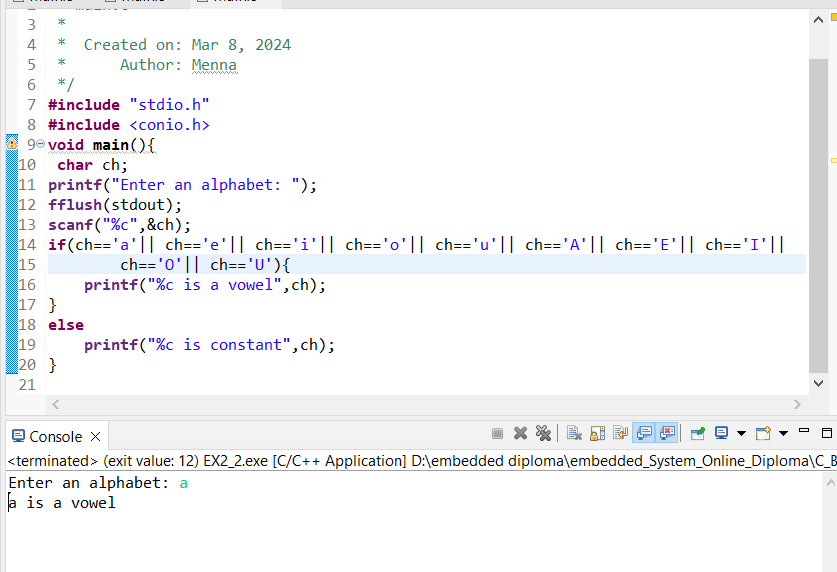 3 *
4 * Created on: Mar 8, 2024
5 * Author: Menna
6 */
7 #include "stdio.h"
8 #include <conio.h>
9 void main(){
10 char ch;
11 printf("Enter an alphabet: ");
12 fflush(stdout);
13 scanf("%c",&ch);
14 if(ch=='a'|| ch=='e'|| ch=='i'|| ch=='o'|| ch=='u'|| ch=='A'|| ch=='E'|| ch=='I'||
15 ch=='O'|| ch=='U'){
16 printf("%c is a vowel",ch);
17 }
18 else
19 printf("%c is constant",ch);
20 }
21
Console
<terminated> (exit value: 12) EX2_2.exe [C/C++ Application] D:\embedded diploma\embedded_System_Online_Diploma\C_B
Enter an alphabet: a
a is a vowel